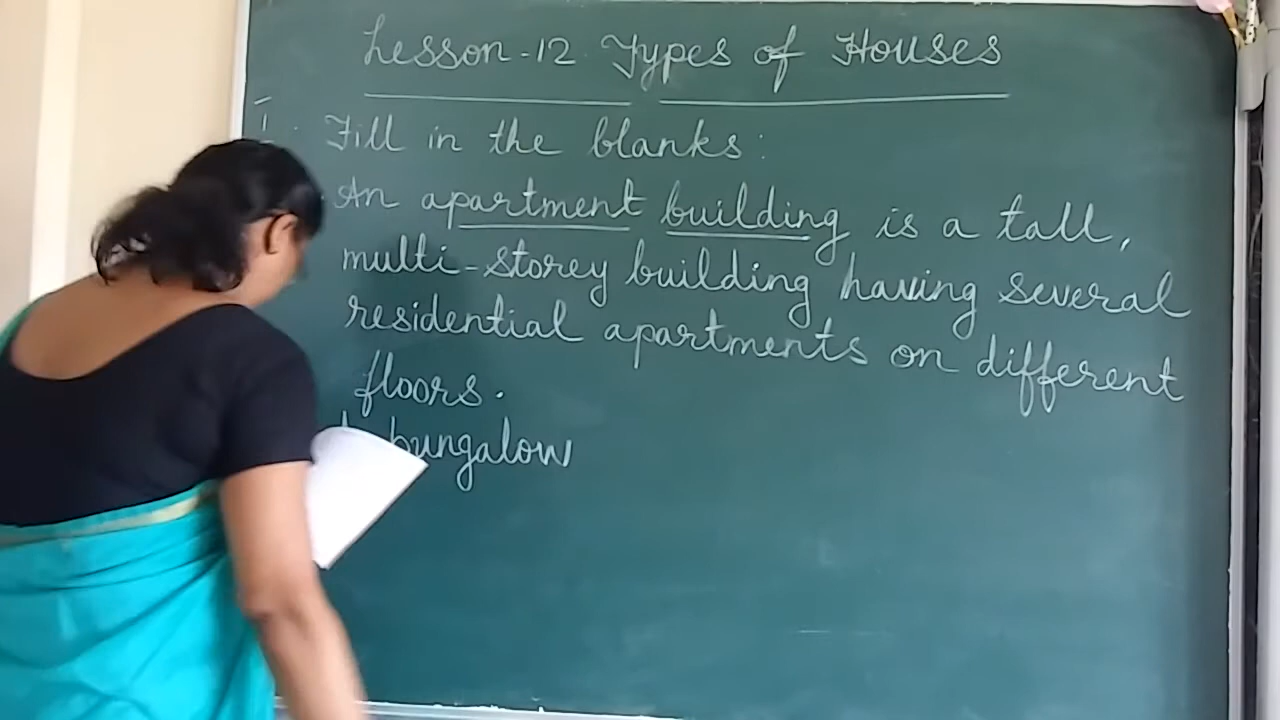 Lesson-12 Types of Houses
I. Fill in the blanks:
An apartment building is a tall,
multi-storey building having several
residential apartments on different
floors.
bungalow